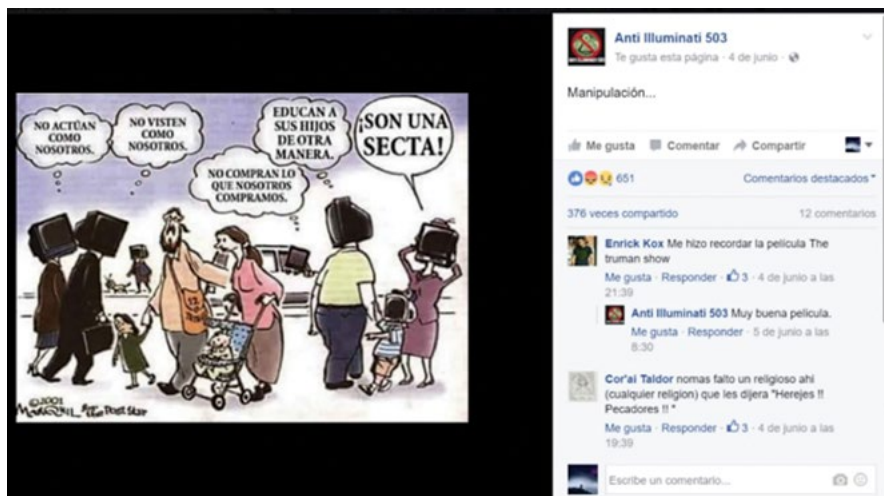 NO ACTÚAN
COMO
NOSOTROS.
NO VISTEN
COMO
NOSOTROS.
NO COMPRAN LO
QUE NOSOTROS
COMPRAMOS.
EDUCAN A
SUS HIJOS
DE OTRA
MANERA.
¡SON UNA
SECTA!
©2001
Anti Illuminati 503
Te gusta esta página · 4 de junio ·
Manipulación...
Me gusta Comentar Compartir
651 Comentarios destacados
376 veces compartido 12 comentarios
Enrick Kox Me hizo recordar la película The
truman show
Me gusta · Responder · 3 · 4 de junio a las
21:39
Anti Illuminati 503 Muy buena pelicula.
Me gusta · Responder · 5 de junio a las
8:30
Cor'ai Taldor nomas falto un religioso ahi
(cualquier religion) que les dijera "Herejes !!
Pecadores !! "
Me gusta · Responder · 3 · 4 de junio a las
19:39
Escribe un comentario...